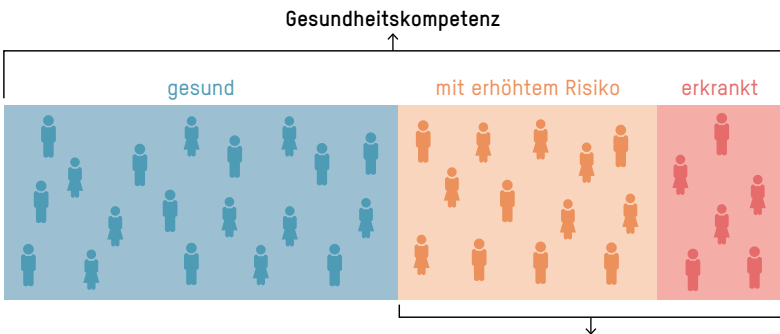 Gesundheitskompetenz
gesund
mit erhöhtem Risiko
erkrankt